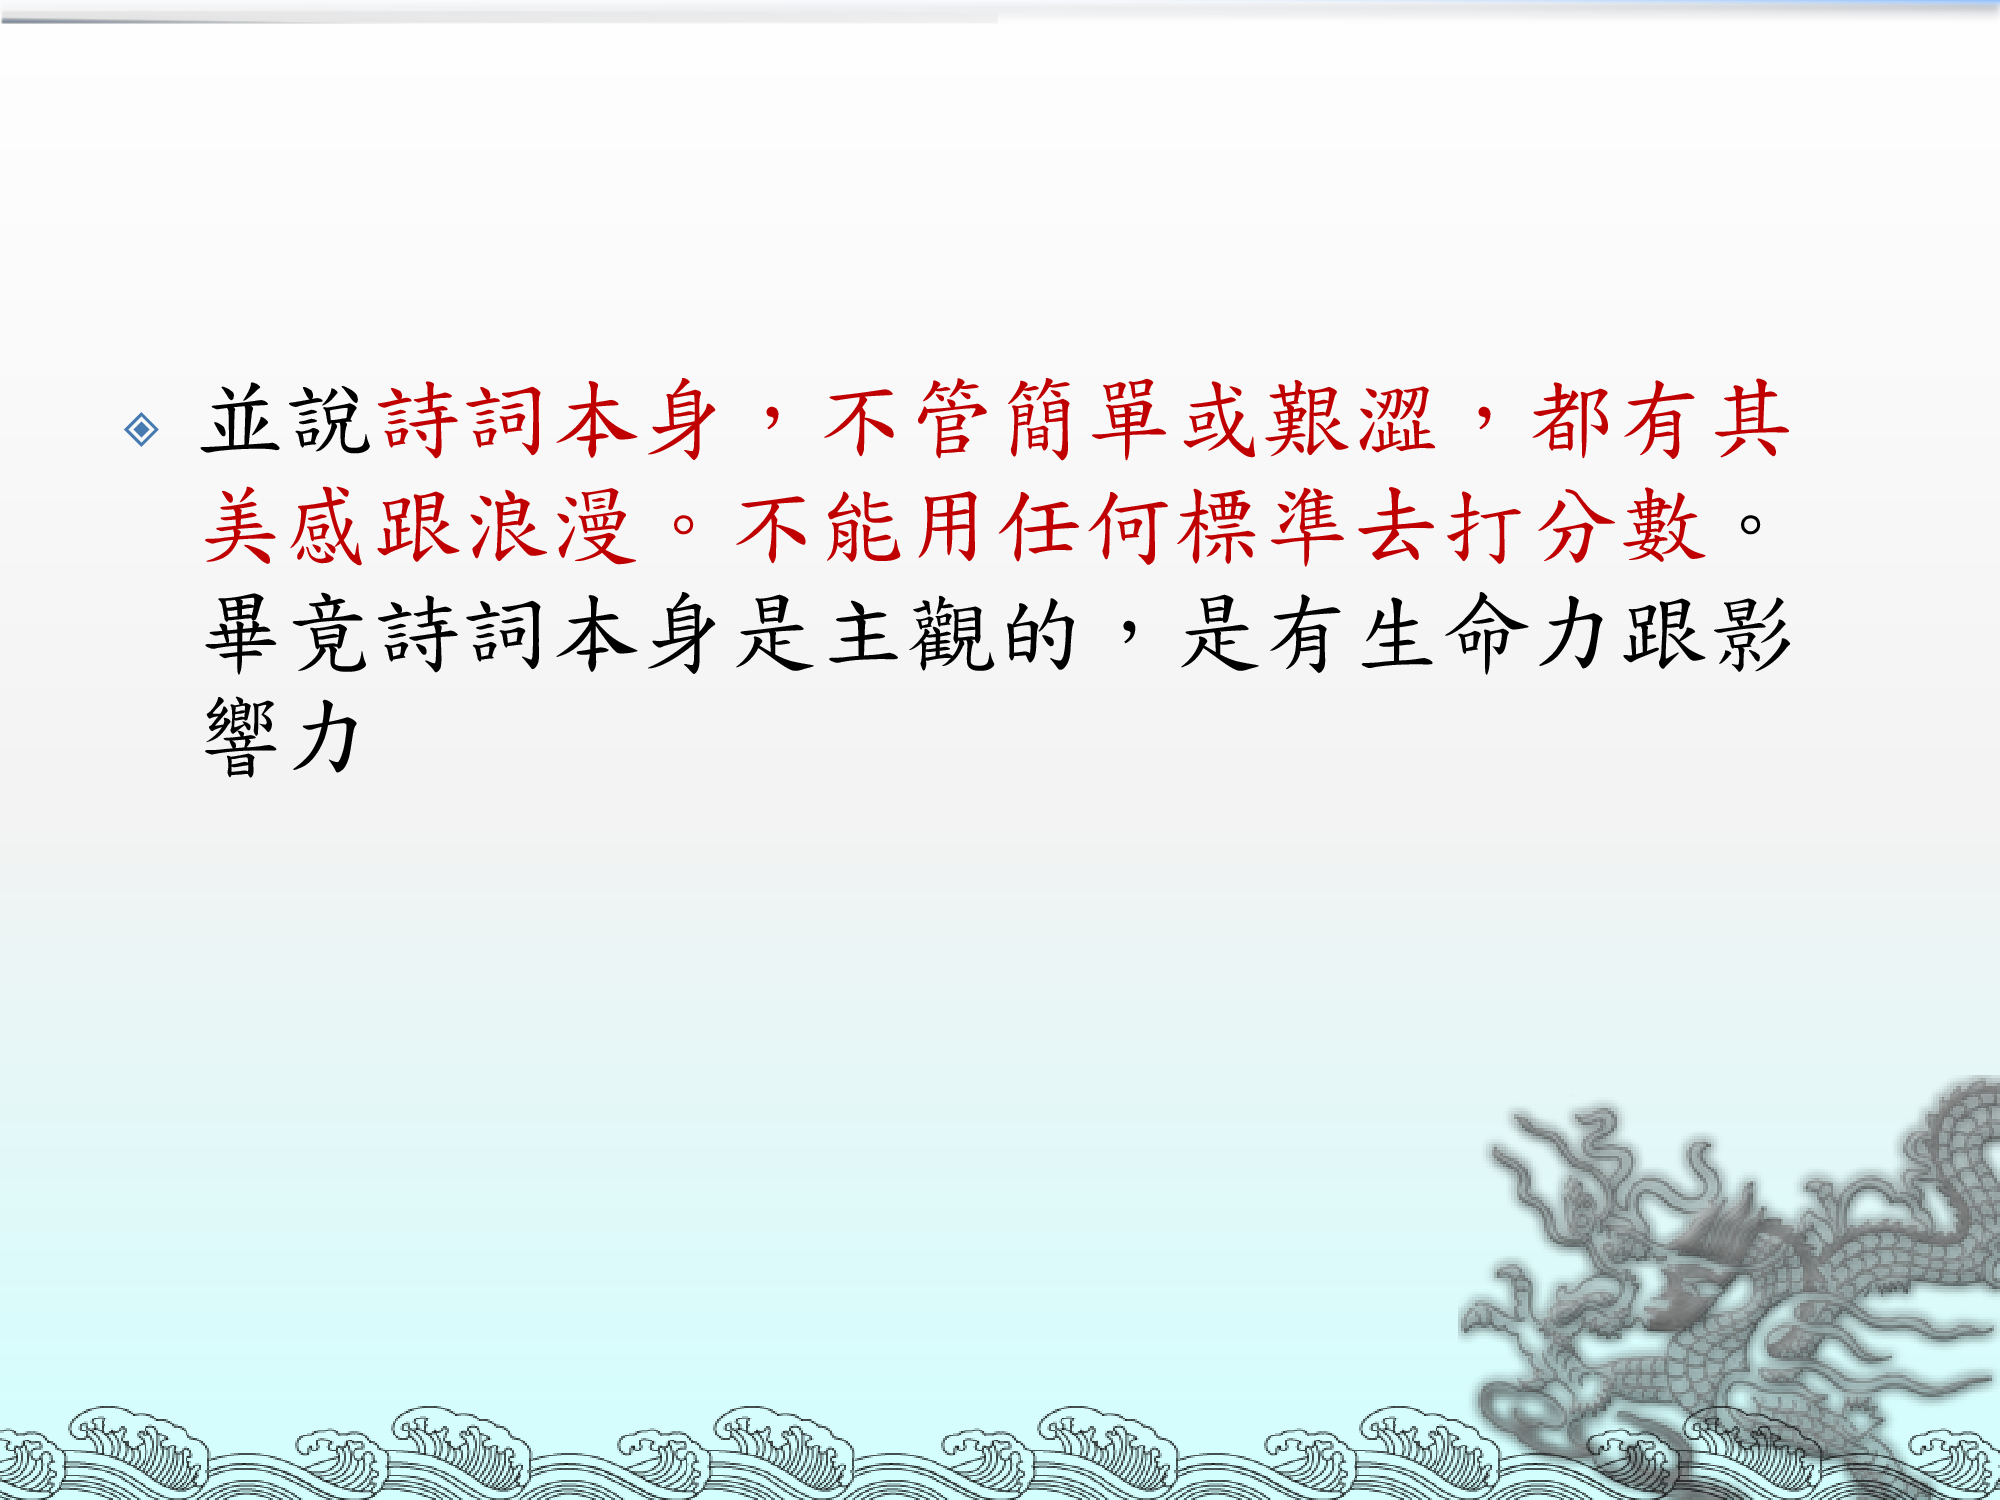 並說詩詞本身，不管簡單或艱澀，都有其
美感跟浪漫。不能用任何標準去打分數。
畢竟詩詞本身是主觀的，是有生命力跟影
響力